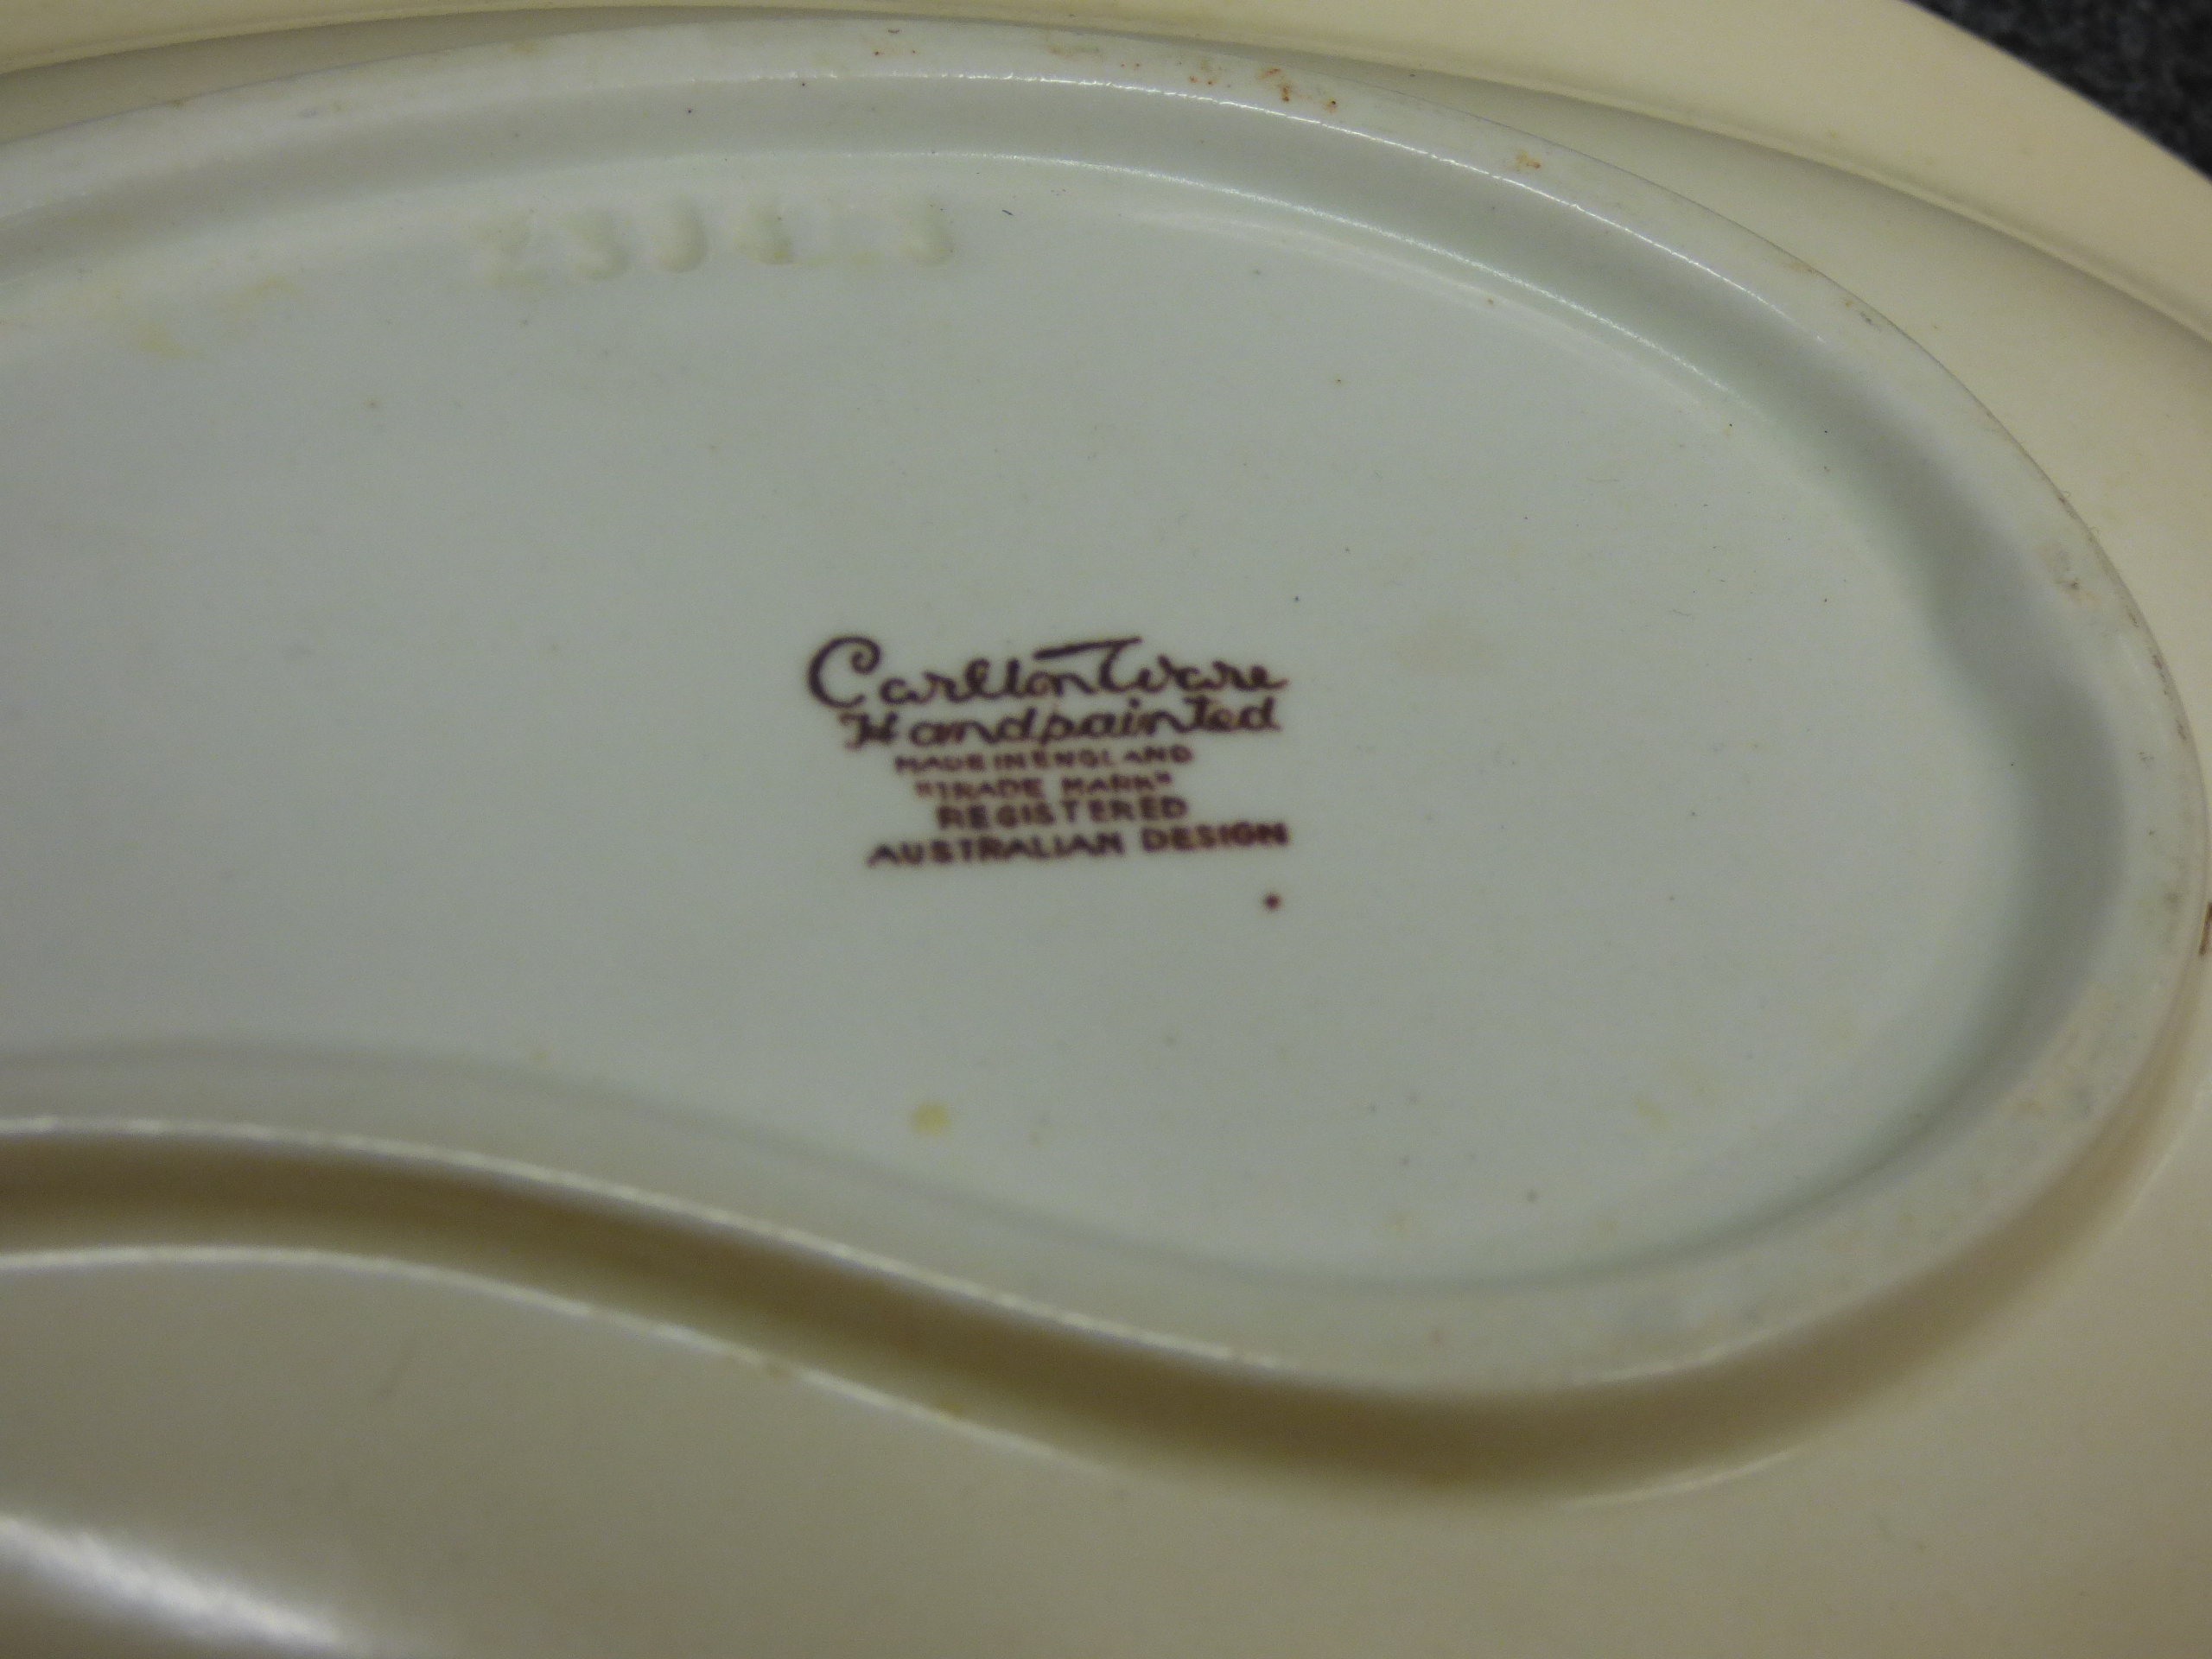 Carlton Ware
Handpainted
MADE IN ENGLAND
"TRADE MARK"
REGISTERED
AUSTRALIAN DESIGN